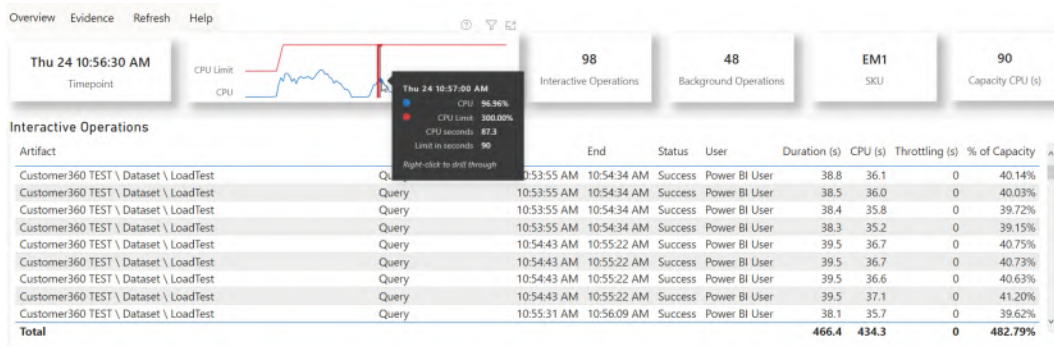 Overview Evidence Refresh Help
Thu 24 10:56:30 AM
Timepoint
CPU Limit
CPU
Thu 24 10:57:00 AM
CPU 96.96%
CPU Limit 300.00%
CPU seconds 87.3
Limit in seconds 90
Right-click to drill through
98
Interactive Operations
48
Background Operations
EM1
SKU
90
Capacity CPU (s)
Interactive Operations
Artifact End Status User Duration (s) CPU (s) Throttling (s) % of Capacity
Customer360 TEST \ Dataset \ LoadTest Query 10:53:55 AM 10:54:34 AM Success Power BI User 38.8 36.1 0 40.14%
Customer360 TEST \ Dataset \ LoadTest Query 10:53:55 AM 10:54:34 AM Success Power BI User 38.5 36.0 0 40.03%
Customer360 TEST \ Dataset \ LoadTest Query 10:53:55 AM 10:54:34 AM Success Power BI User 38.4 35.8 0 39.72%
Customer360 TEST \ Dataset \ LoadTest Query 10:53:55 AM 10:54:34 AM Success Power BI User 38.3 35.2 0 39.15%
Customer360 TEST \ Dataset \ LoadTest Query 10:54:43 AM 10:55:22 AM Success Power BI User 39.5 36.7 0 40.75%
Customer360 TEST \ Dataset \ LoadTest Query 10:54:43 AM 10:55:22 AM Success Power BI User 39.5 36.7 0 40.73%
Customer360 TEST \ Dataset \ LoadTest Query 10:54:43 AM 10:55:22 AM Success Power BI User 39.5 36.6 0 40.63%
Customer360 TEST \ Dataset \ LoadTest Query 10:54:43 AM 10:55:22 AM Success Power BI User 39.5 37.1 0 41.20%
Customer360 TEST \ Dataset \ LoadTest Query 10:55:31 AM 10:56:09 AM Success Power BI User 38.1 35.7 0 39.62%
Total 466.4 434.3 0 482.79%